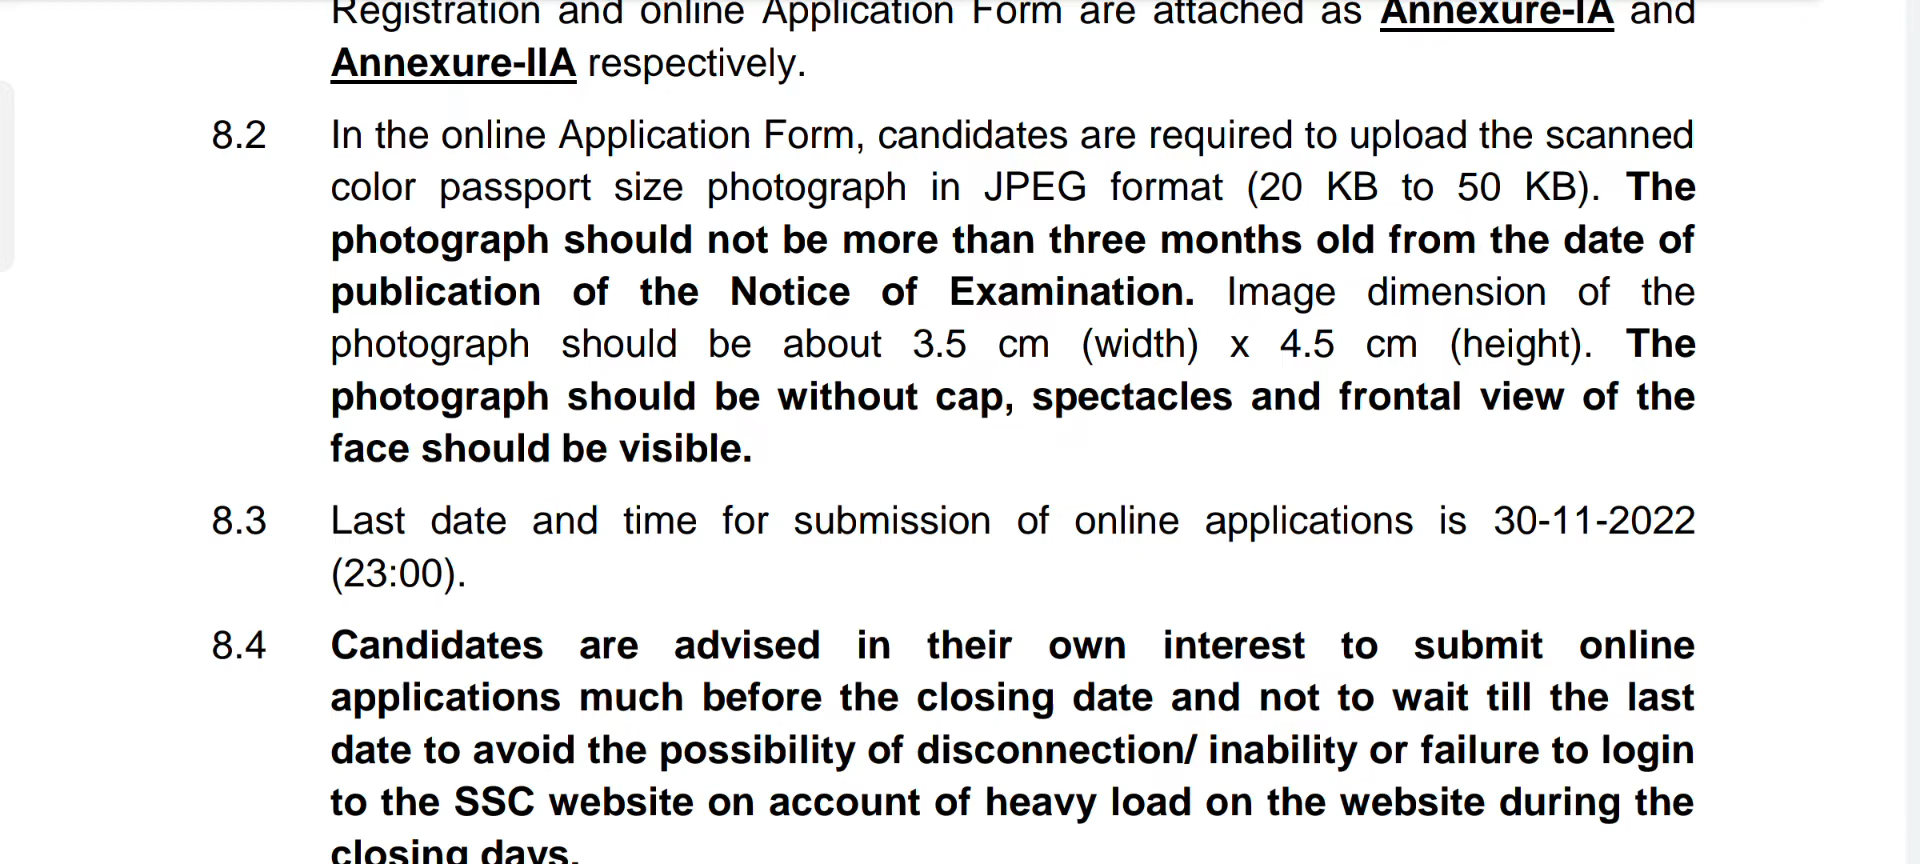 Registration and online Application Form are attached as Annexure-IA and
Annexure-IIA respectively.
8.2 In the online Application Form, candidates are required to upload the scanned
color passport size photograph in JPEG format (20 KB to 50 KB). The
photograph should not be more than three months old from the date of
publication of the Notice of Examination. Image dimension of the
photograph should be about 3.5 cm (width) x 4.5 cm (height). The
photograph should be without cap, spectacles and frontal view of the
face should be visible.
8.3 Last date and time for submission of online applications is 30-11-2022
(23:00).
8.4 Candidates are advised in their own interest to submit online
applications much before the closing date and not to wait till the last
date to avoid the possibility of disconnection/ inability or failure to login
to the SSC website on account of heavy load on the website during the
closing days.